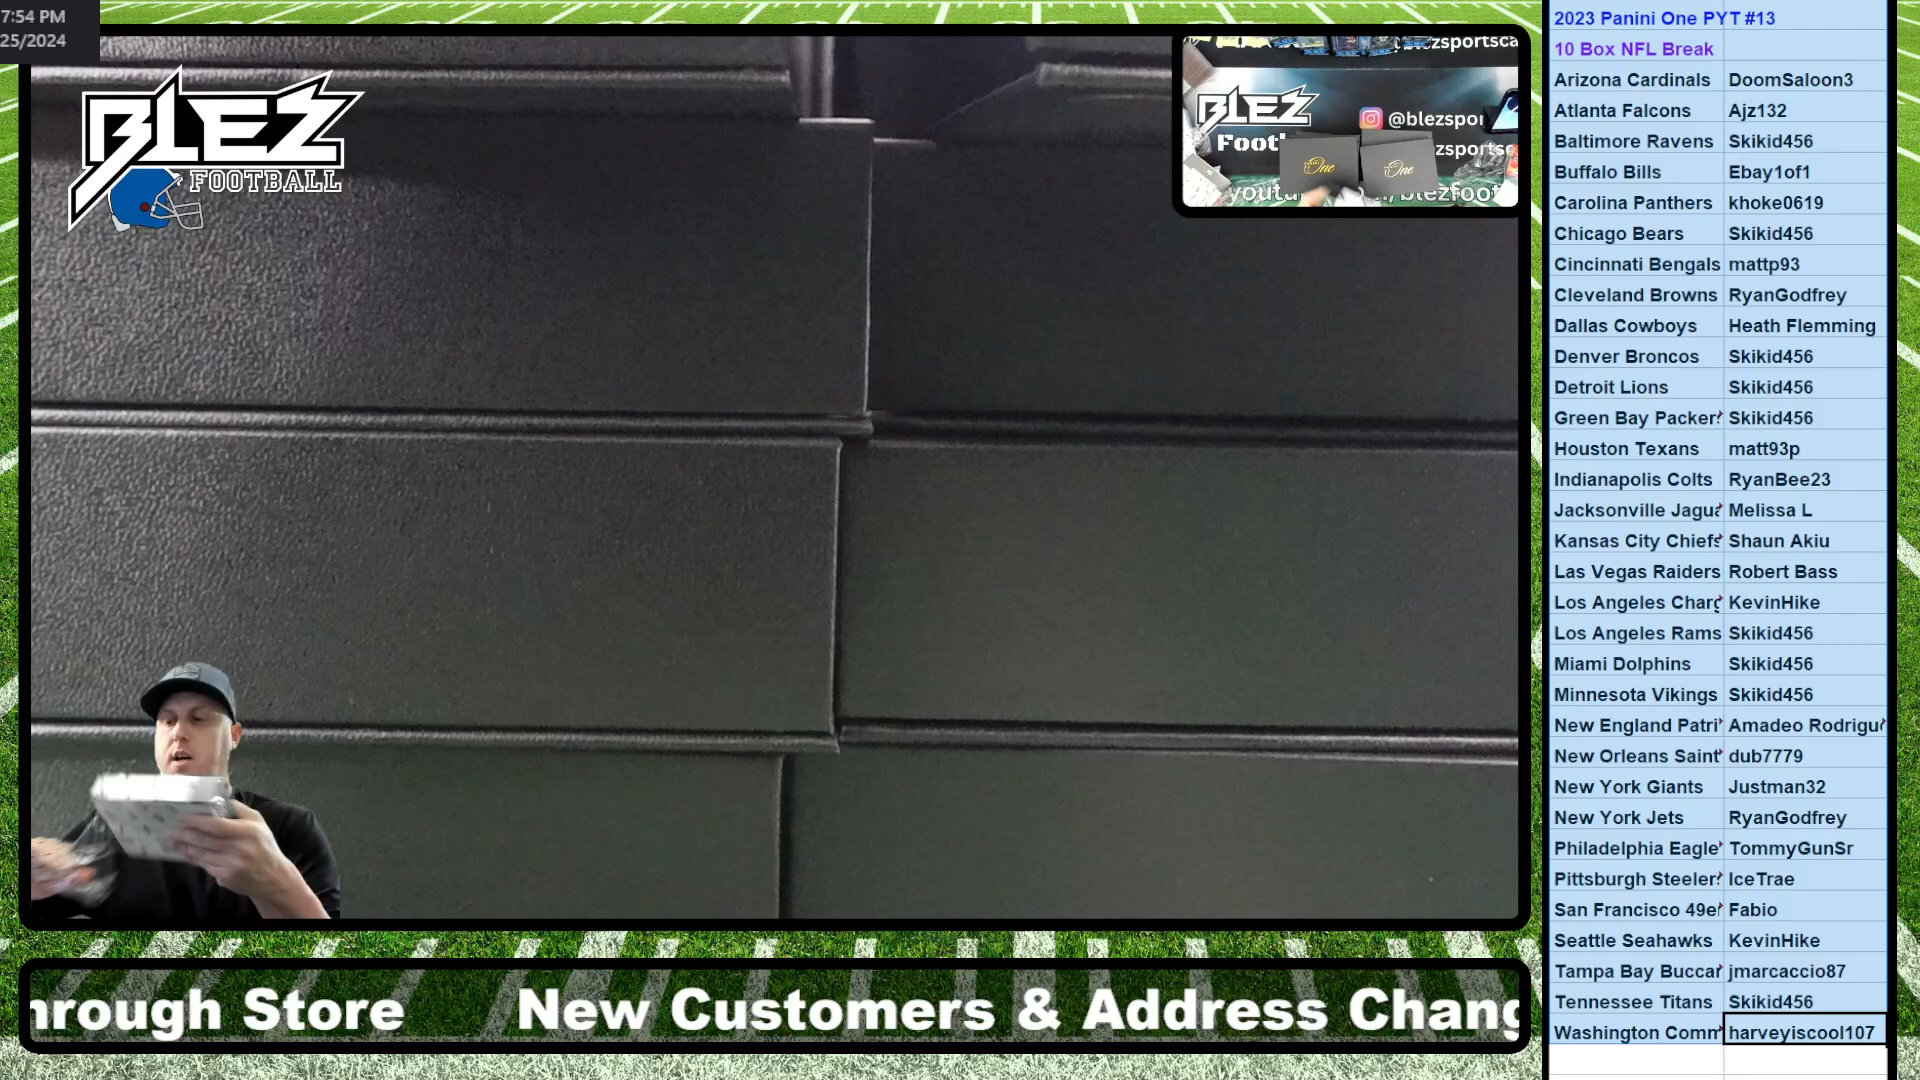 7:54 PM
25/2024
BLEZ
FOOTBALL
BLEZ
Foot
@blezspor
One
One
2023 Panini One PYT #13
10 Box NFL Break
Arizona Cardinals DoomSaloon3
Atlanta Falcons Ajz132
Baltimore Ravens Skikid456
Buffalo Bills Ebay1of1
Carolina Panthers khoke0619
Chicago Bears Skikid456
Cincinnati Bengals mattp93
Cleveland Browns RyanGodfrey
Dallas Cowboys Heath Flemming
Denver Broncos Skikid456
Detroit Lions Skikid456
Green Bay Packer Skikid456
Houston Texans matt93p
Indianapolis Colts RyanBee23
Jacksonville Jagua Melissa L
Kansas City Chiefs Shaun Akiu
Las Vegas Raiders Robert Bass
Los Angeles Charg KevinHike
Los Angeles Rams Skikid456
Miami Dolphins Skikid456
Minnesota Vikings Skikid456
New England Patri Amadeo Rodrigu
New Orleans Saint dub7779
New York Giants Justman32
New York Jets RyanGodfrey
Philadelphia Eagle TommyGunSr
Pittsburgh Steeler IceTrae
San Francisco 49er Fabio
Seattle Seahawks KevinHike
Tampa Bay Buccan jmarcaccio87
Tennessee Titans Skikid456
Washington Comm harveyiscool107
hrough Store New Customers & Address Chang